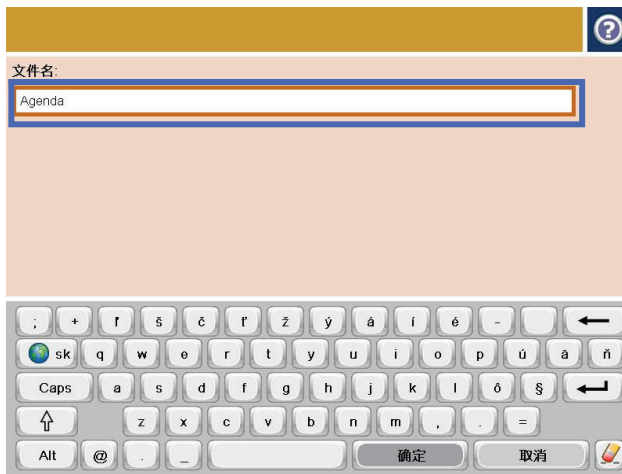 ?
文件名:
Agenda
; + ľ š č ť ž ý á í é -
sk q w e r t y u i o p ú ä ň
Caps a s d f g h j k l ô §
z x c v b n m , . =
Alt @ . _ 确定 取消